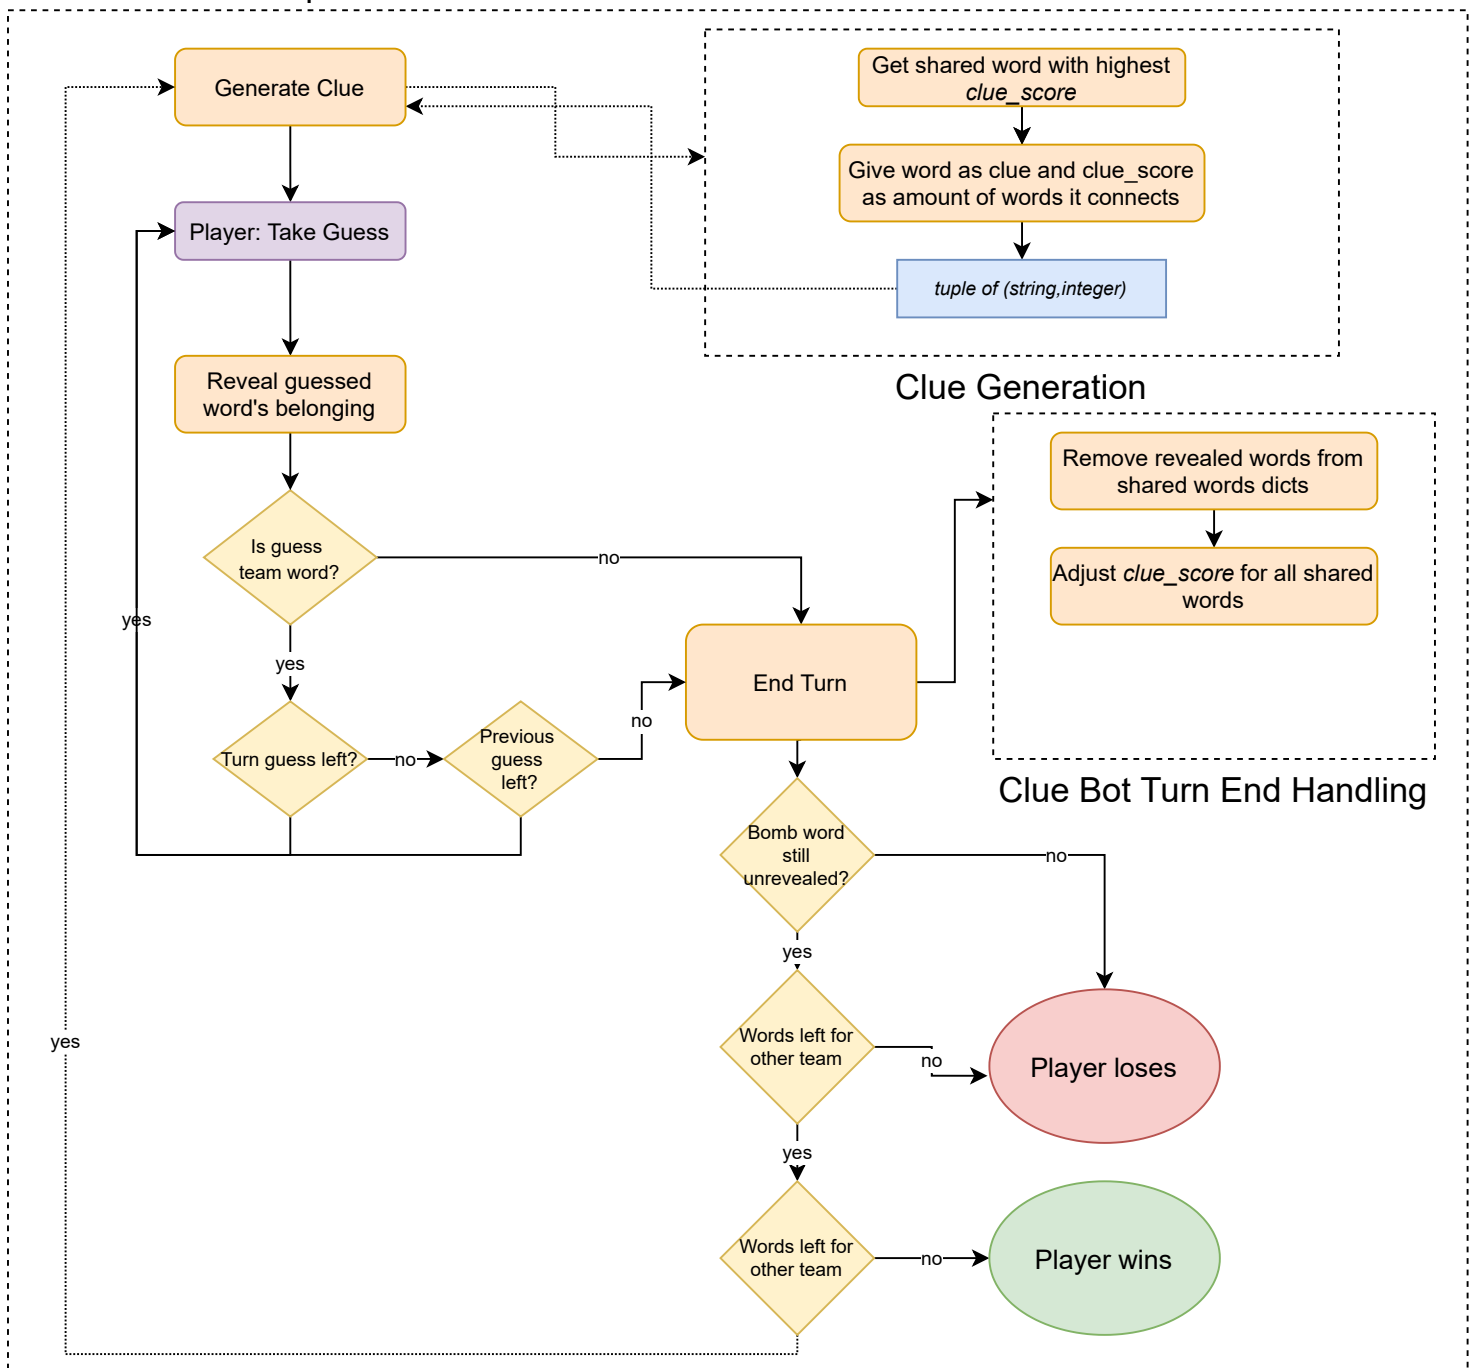 Generate Clue
Get shared word with highest
clue_score
Give word as clue and clue_score
as amount of words it connects
tuple of (string,integer)
Clue Generation
Player: Take Guess
Reveal guessed
word's belonging
Is guess
team word?
no
yes
yes
Turn guess left?
no
Previous
guess
left?
no
End Turn
Remove revealed words from
shared words dicts
Adjust clue_score for all shared
words
Clue Bot Turn End Handling
Bomb word
still
unrevealed?
no
yes
Words left for
other team
no
Player loses
yes
yes
Words left for
other team
no
Player wins